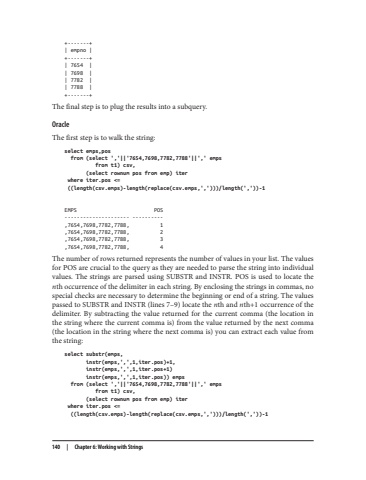 +-------+
| empno |
+-------+
| 7654 |
| 7698 |
| 7782 |
| 7788 |
+-------+
The final step is to plug the results into a subquery.
Oracle
The first step is to walk the string:
select emps,pos
from (select ','||'7654,7698,7782,7788'||',' emps
from t1) csv,
(select rownum pos from emp) iter
where iter.pos <=
((length(csv.emps)-length(replace(csv.emps,',')))/length(','))-1
EMPS POS
--------------------- ----------
,7654,7698,7782,7788, 1
,7654,7698,7782,7788, 2
,7654,7698,7782,7788, 3
,7654,7698,7782,7788, 4
The number of rows returned represents the number of values in your list. The values
for POS are crucial to the query as they are needed to parse the string into individual
values. The strings are parsed using SUBSTR and INSTR. POS is used to locate the
nth occurrence of the delimiter in each string. By enclosing the strings in commas, no
special checks are necessary to determine the beginning or end of a string. The values
passed to SUBSTR and INSTR (lines 7–9) locate the nth and nth+1 occurrence of the
delimiter. By subtracting the value returned for the current comma (the location in
the string where the current comma is) from the value returned by the next comma
(the location in the string where the next comma is) you can extract each value from
the string:
select substr(emps,
instr(emps,',',1,iter.pos)+1,
instr(emps,',',1,iter.pos+1)
instr(emps,',',1,iter.pos)) emps
from (select ','||'7654,7698,7782,7788'||',' emps
from t1) csv,
(select rownum pos from emp) iter
where iter.pos <=
((length(csv.emps)-length(replace(csv.emps,',')))/length(','))-1
140 | Chapter 6: Working with Strings